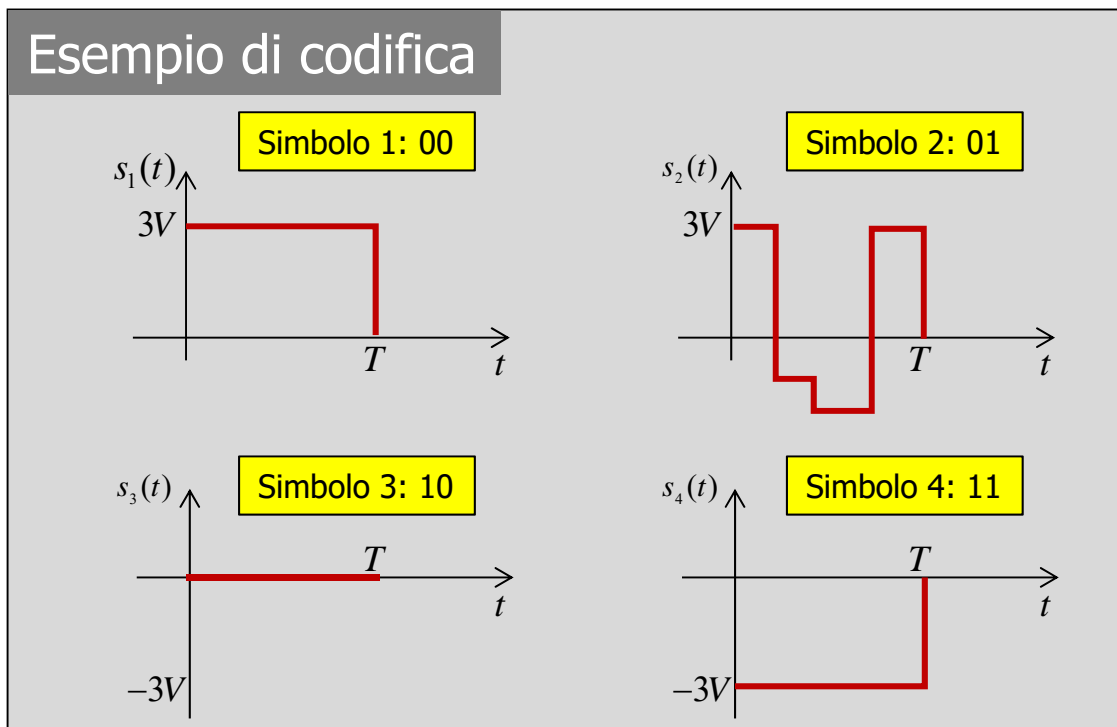 Esempio di codifica
Simbolo 1: 00
s₁(t)
3V
T
t
Simbolo 2: 01
s₂(t)
3V
T
t
Simbolo 3: 10
s₃(t)
T
t
−3V
Simbolo 4: 11
s₄(t)
T
t
−3V